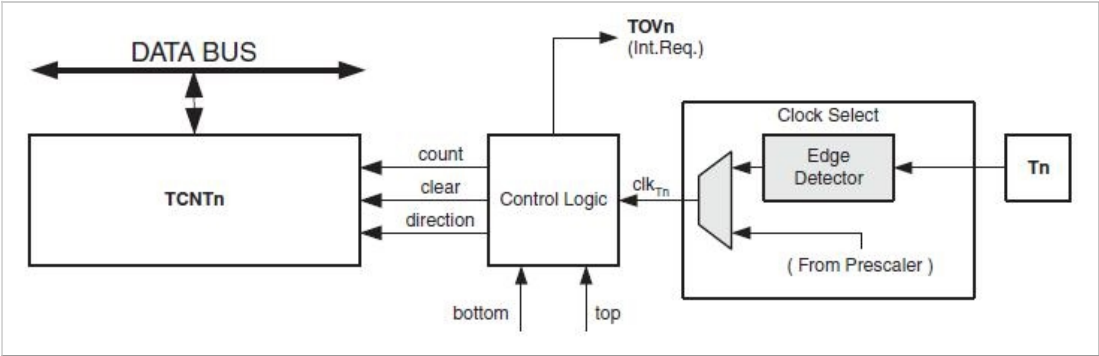 TOVn
(Int.Req.)
DATA BUS
Clock Select
Edge
Detector
Tn
TCNTn
count
clear
direction
Control Logic
clkTn
( From Prescaler )
bottom
top